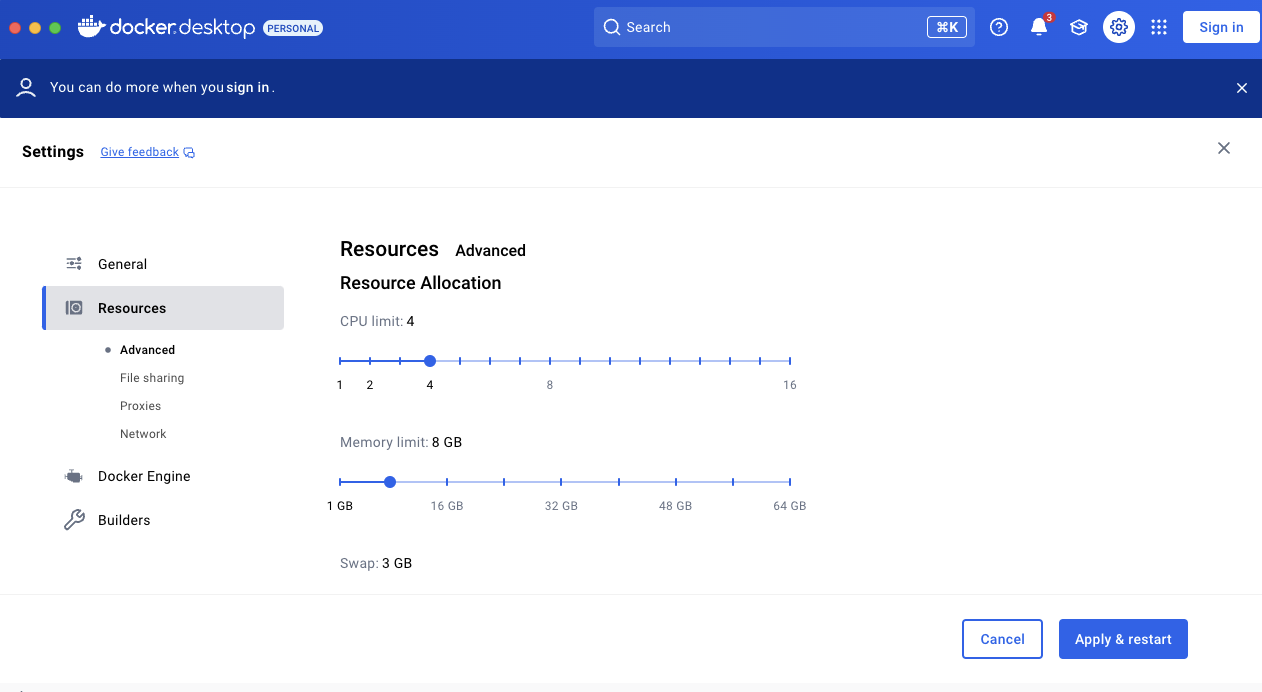 docker.desktop PERSONAL
Search
⌘K
3
Sign in
You can do more when you sign in.
Settings
Give feedback
General
Resources
Advanced
File sharing
Proxies
Network
Docker Engine
Builders
Resources Advanced
Resource Allocation
CPU limit: 4
1 2 4 8 16
Memory limit: 8 GB
1 GB 16 GB 32 GB 48 GB 64 GB
Swap: 3 GB
Cancel
Apply & restart